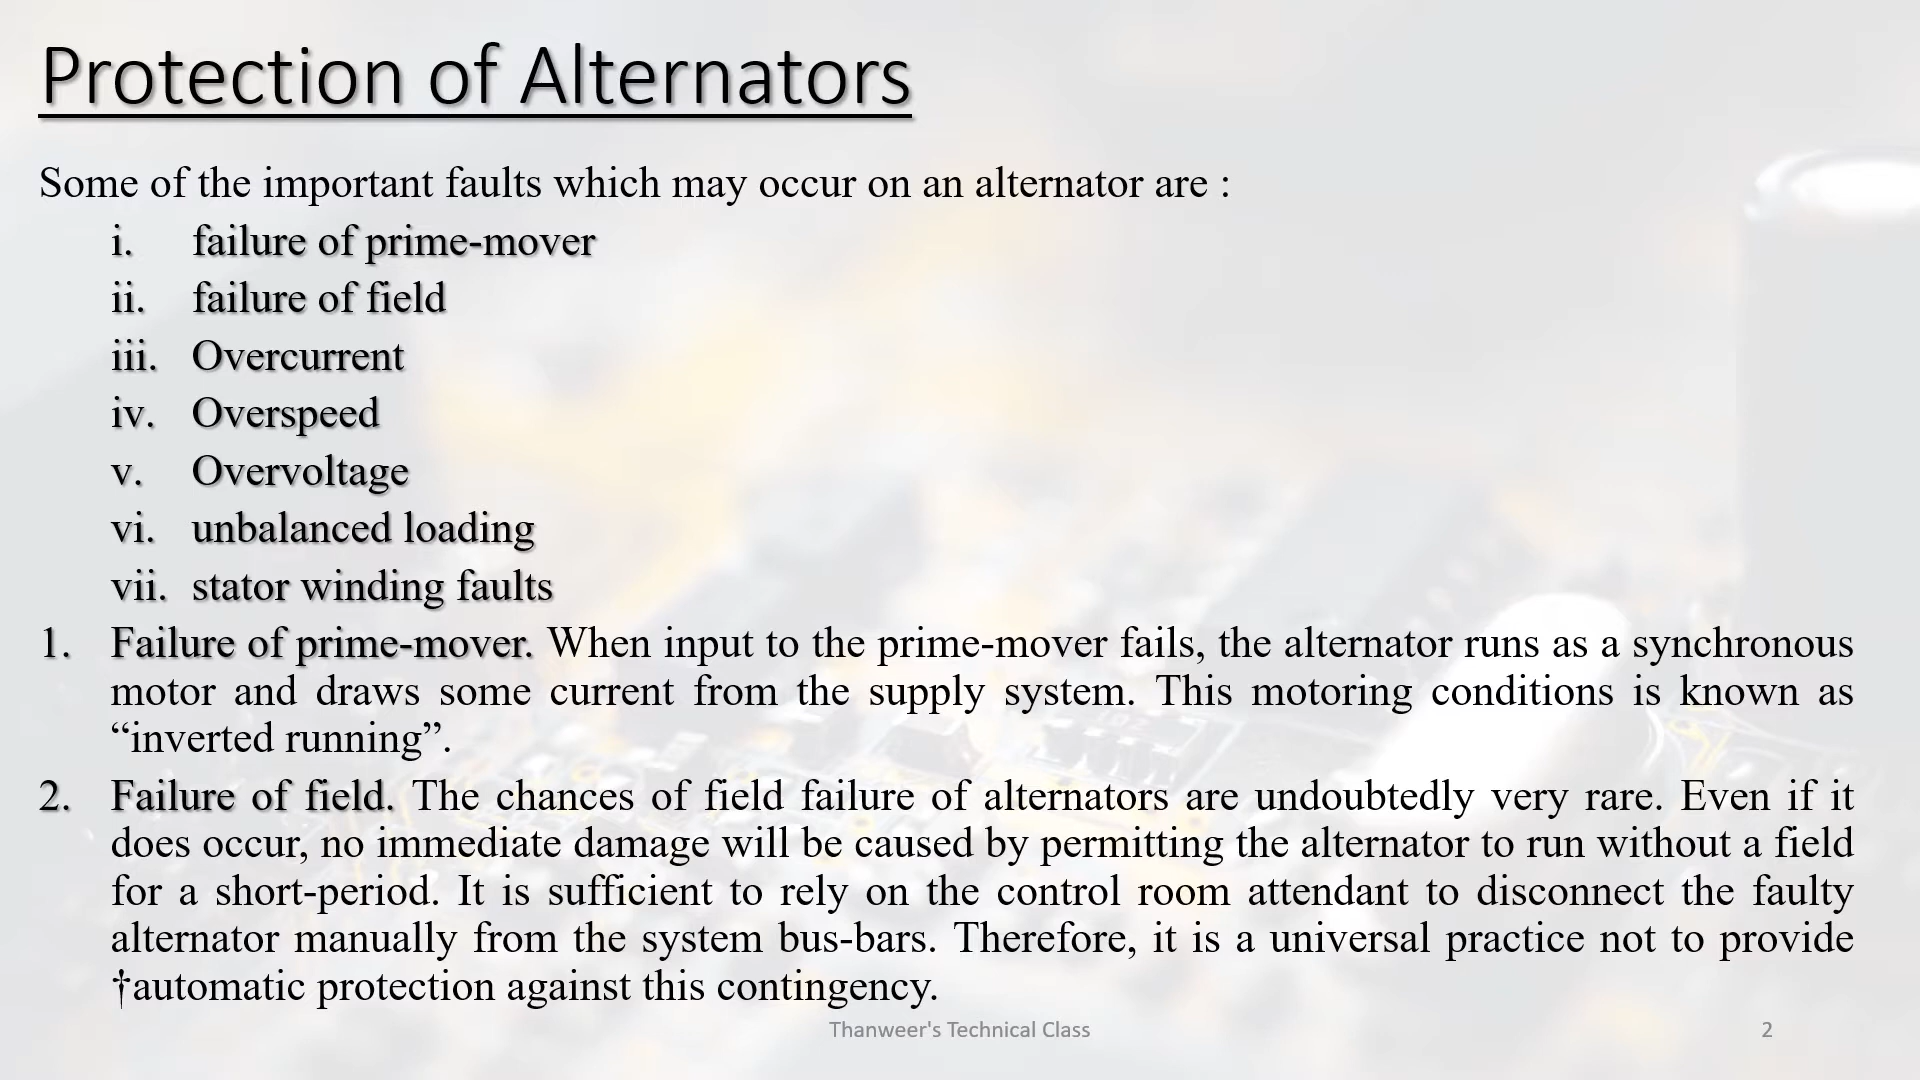 Protection of Alternators
Some of the important faults which may occur on an alternator are :
i. failure of prime-mover
ii. failure of field
iii. Overcurrent
iv. Overspeed
v. Overvoltage
vi. unbalanced loading
vii. stator winding faults
1. Failure of prime-mover. When input to the prime-mover fails, the alternator runs as a synchronous
motor and draws some current from the supply system. This motoring conditions is known as
“inverted running”.
2. Failure of field. The chances of field failure of alternators are undoubtedly very rare. Even if it
does occur, no immediate damage will be caused by permitting the alternator to run without a field
for a short-period. It is sufficient to rely on the control room attendant to disconnect the faulty
alternator manually from the system bus-bars. Therefore, it is a universal practice not to provide
†automatic protection against this contingency.
Thanweer's Technical Class
2